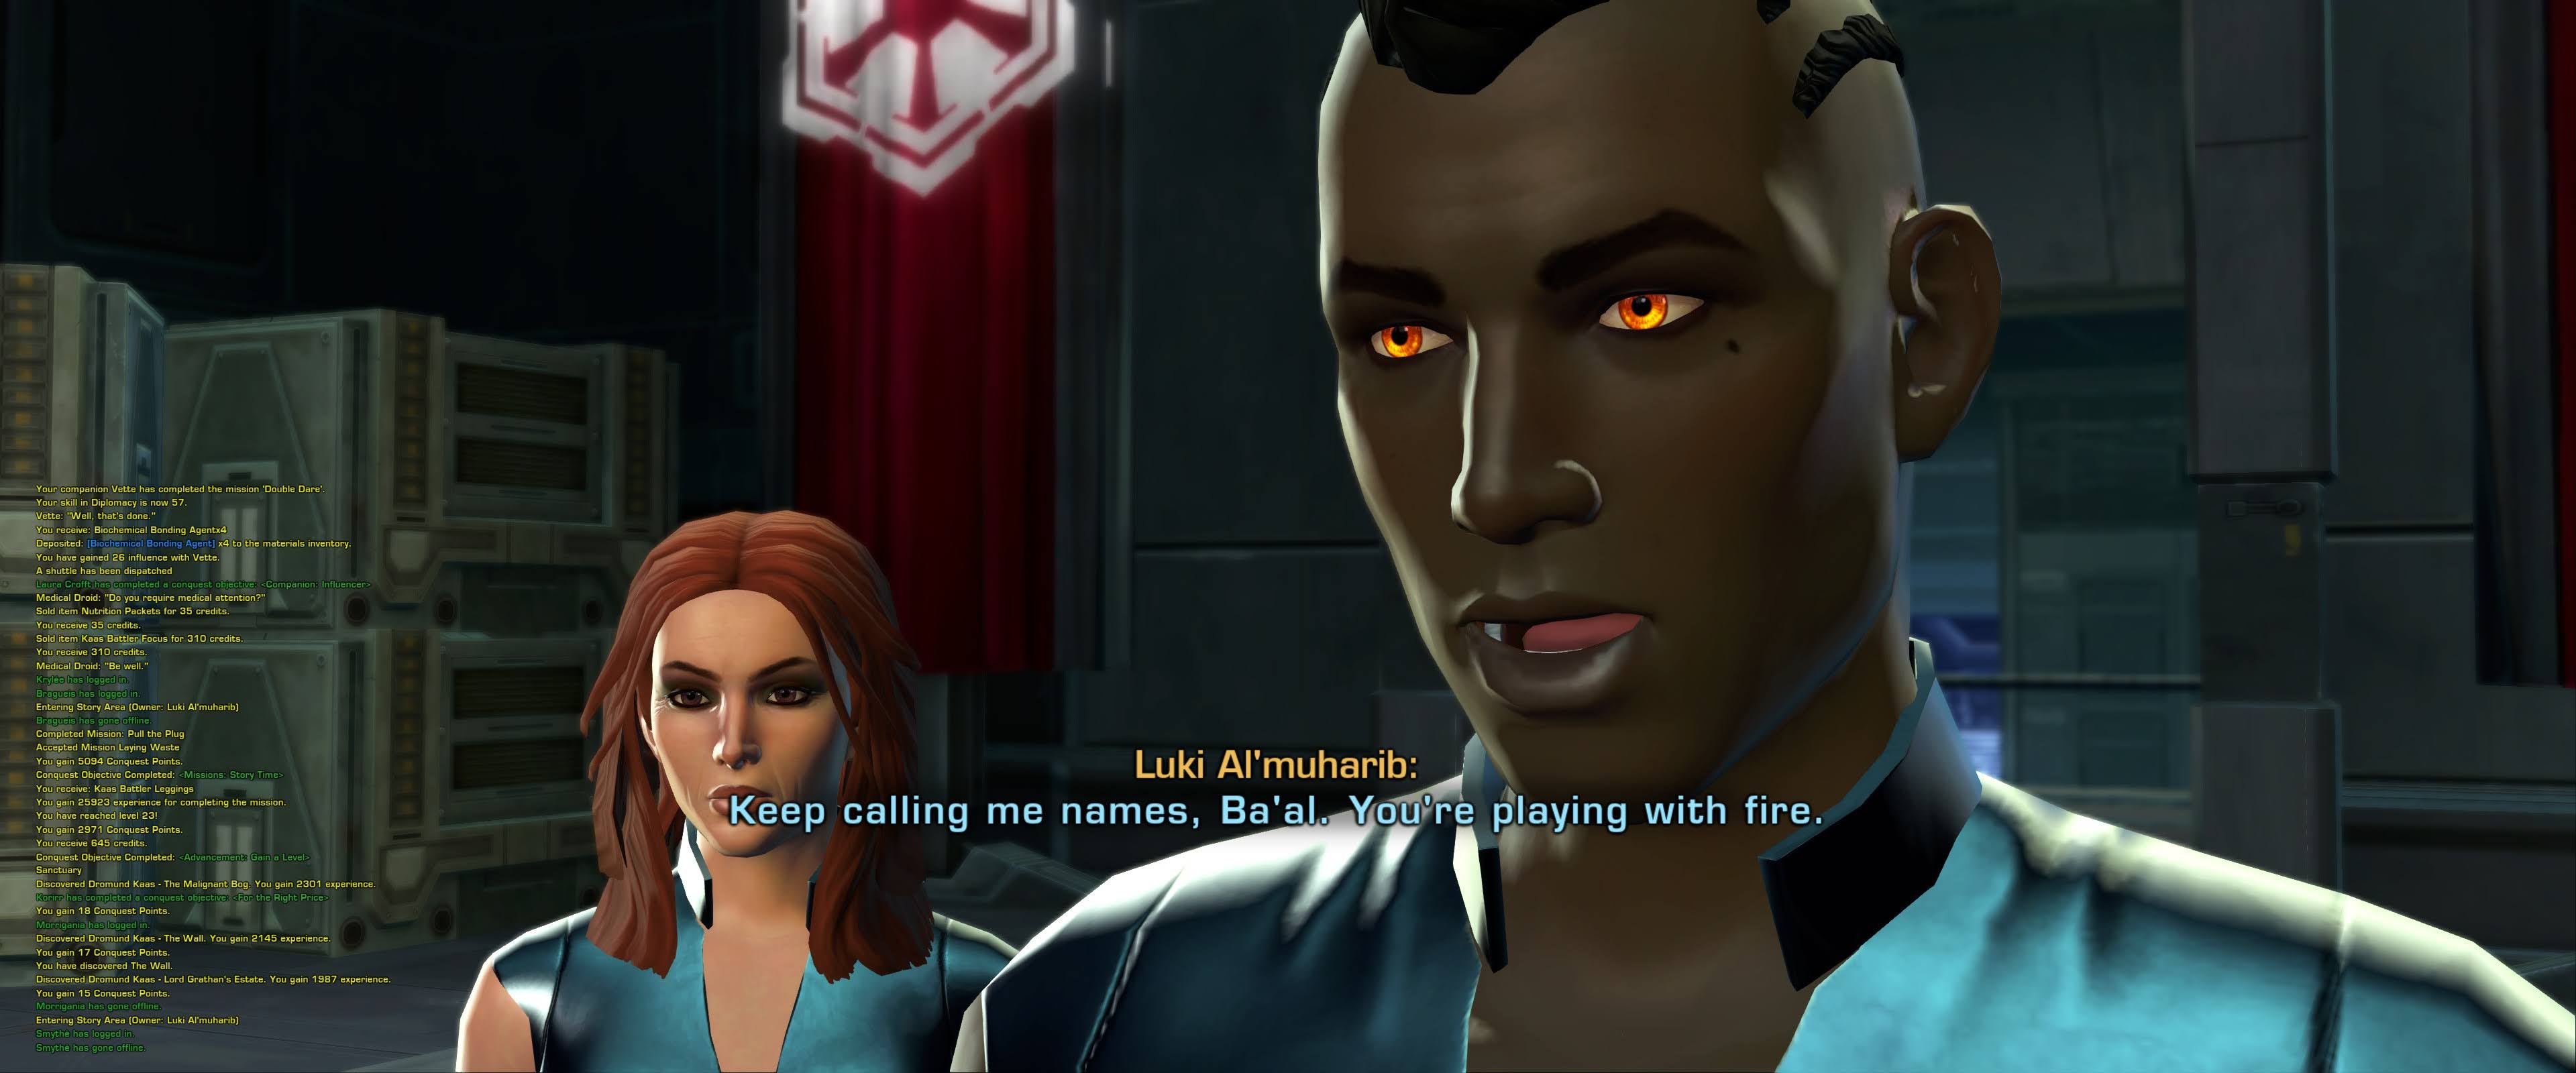 Your companion Vette has completed the mission 'Double Dare'.
Your skill in Diplomacy is now 57.
Vette: "Well, that's done."
You receive: Biochemical Bonding Agentx4
Deposited: [Biochemical Bonding Agent] x4 to the materials inventory.
You have gained 26 influence with Vette.
A shuttle has been dispatched
Laura Crofft has completed a conquest objective: <Companion: Influencer>
Medical Droid: "Do you require medical attention?"
Sold item Nutrition Packets for 35 credits.
You receive 35 credits.
Sold item Kaas Battler Focus for 310 credits.
You receive 310 credits.
Medical Droid: "Be well."
Krylee has logged in.
Bragueis has logged in.
Entering Story Area (Owner: Luki Al'muharib)
Bragueis has gone offline.
Completed Mission: Pull the Plug
Accepted Mission Laying Waste
You gain 5094 Conquest Points.
Conquest Objective Completed: <Missions: Story Time>
You receive: Kaas Battler Leggings
You gain 25923 experience for completing the mission.
You have reached level 23!
You gain 2971 Conquest Points.
You receive 645 credits.
Conquest Objective Completed: <Advancement: Gain a Level>
Sanctuary
Discovered Dromund Kaas - The Malignant Bog. You gain 2301 experience.
Korirr has completed a conquest objective: <For the Right Price>
You gain 18 Conquest Points.
Morrigania has logged in.
Discovered Dromund Kaas - The Wall. You gain 2145 experience.
You gain 17 Conquest Points.
You have discovered The Wall.
Discovered Dromund Kaas - Lord Grathan's Estate. You gain 1987 experience.
You gain 15 Conquest Points.
Morrigania has gone offline.
Entering Story Area (Owner: Luki Al'muharib)
Smythe has logged in.
Smythe has gone offline.
Luki Al'muharib:
Keep calling me names, Ba'al. You're playing with fire.